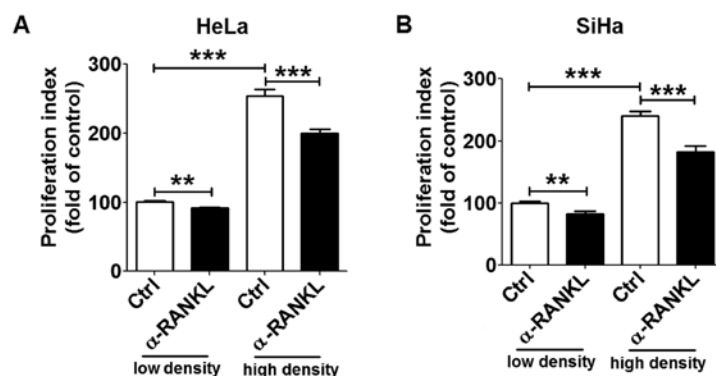 A
HeLa
Proliferation index
(fold of control)
300
200
100
0
***
***
**
Ctrl
α-RANKL
Ctrl
α-RANKL
low density
high density
B
SiHa
Proliferation index
(fold of control)
300
200
100
0
***
***
**
Ctrl
α-RANKL
Ctrl
α-RANKL
low density
high density